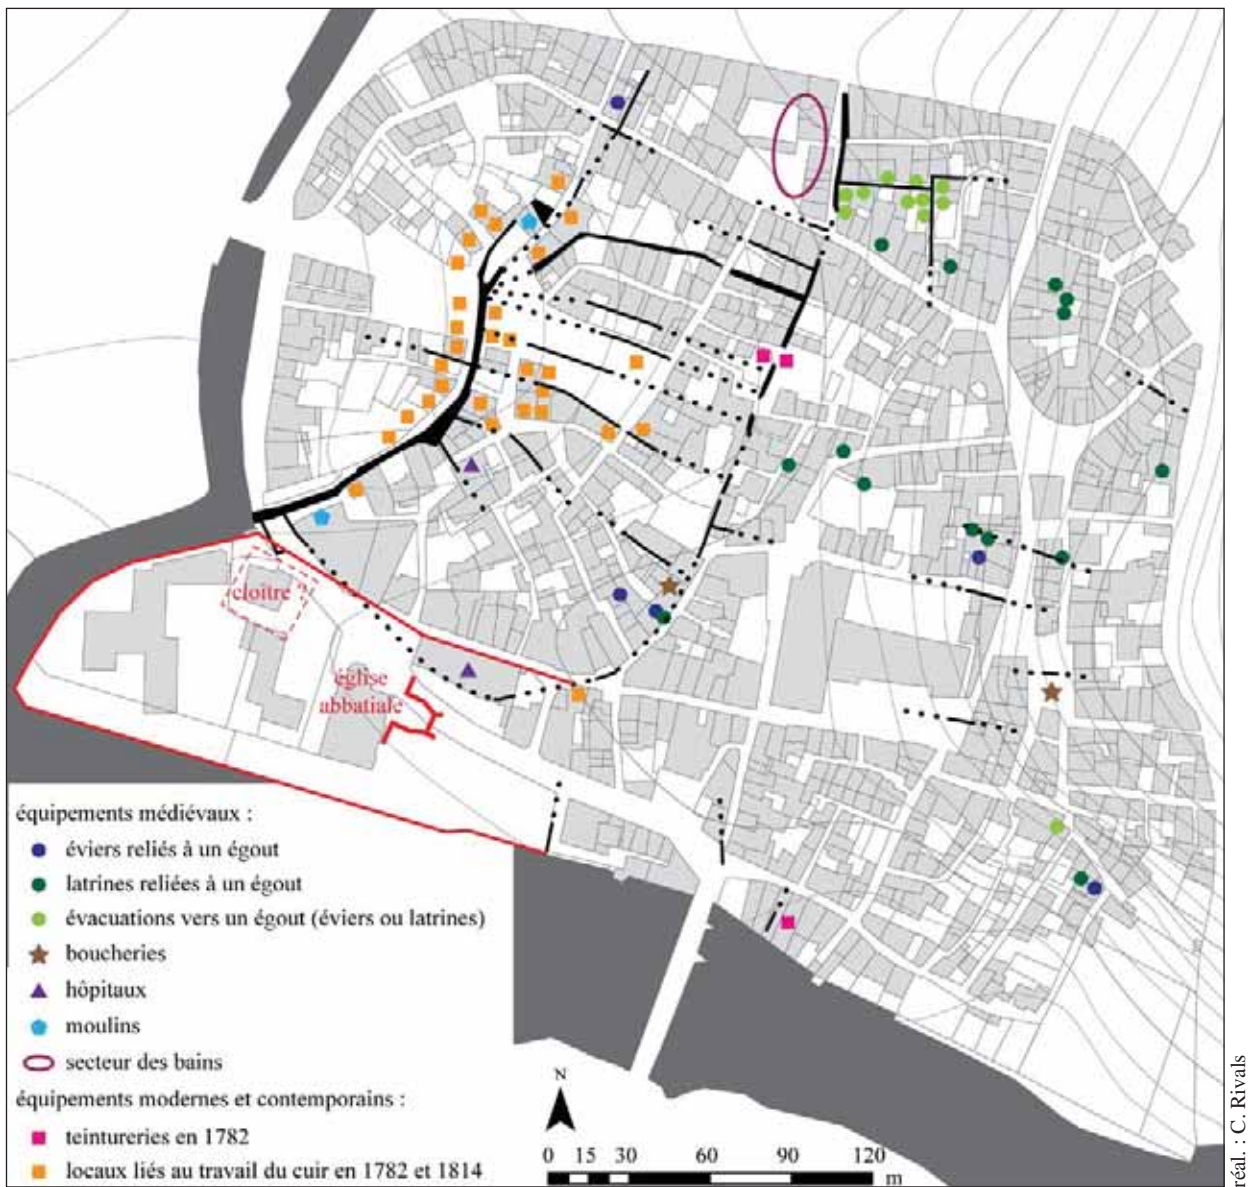 cloître
église
abbatiale
équipements médiévaux :
éviers reliés à un égout
latrines reliées à un égout
évacuations vers un égout (éviers ou latrines)
boucheries
hôpitaux
moulins
secteur des bains
équipements modernes et contemporains :
teintureries en 1782
locaux liés au travail du cuir en 1782 et 1814
N
0 15 30 60 90 120
m
réal. : C. Rivals